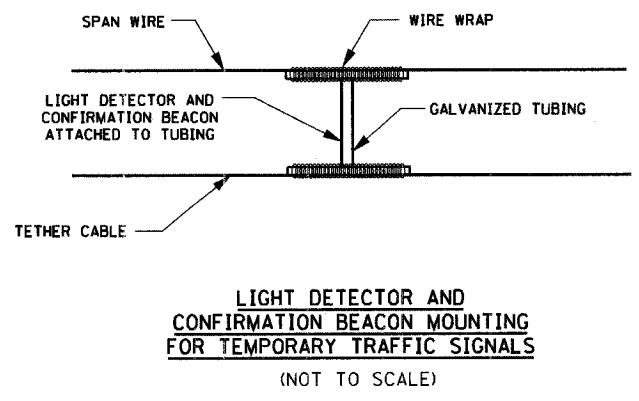 SPAN WIRE
WIRE WRAP
LIGHT DETECTOR AND
CONFIRMATION BEACON
ATTACHED TO TUBING
GALVANIZED TUBING
TETHER CABLE
LIGHT DETECTOR AND
CONFIRMATION BEACON MOUNTING
FOR TEMPORARY TRAFFIC SIGNALS
(NOT TO SCALE)